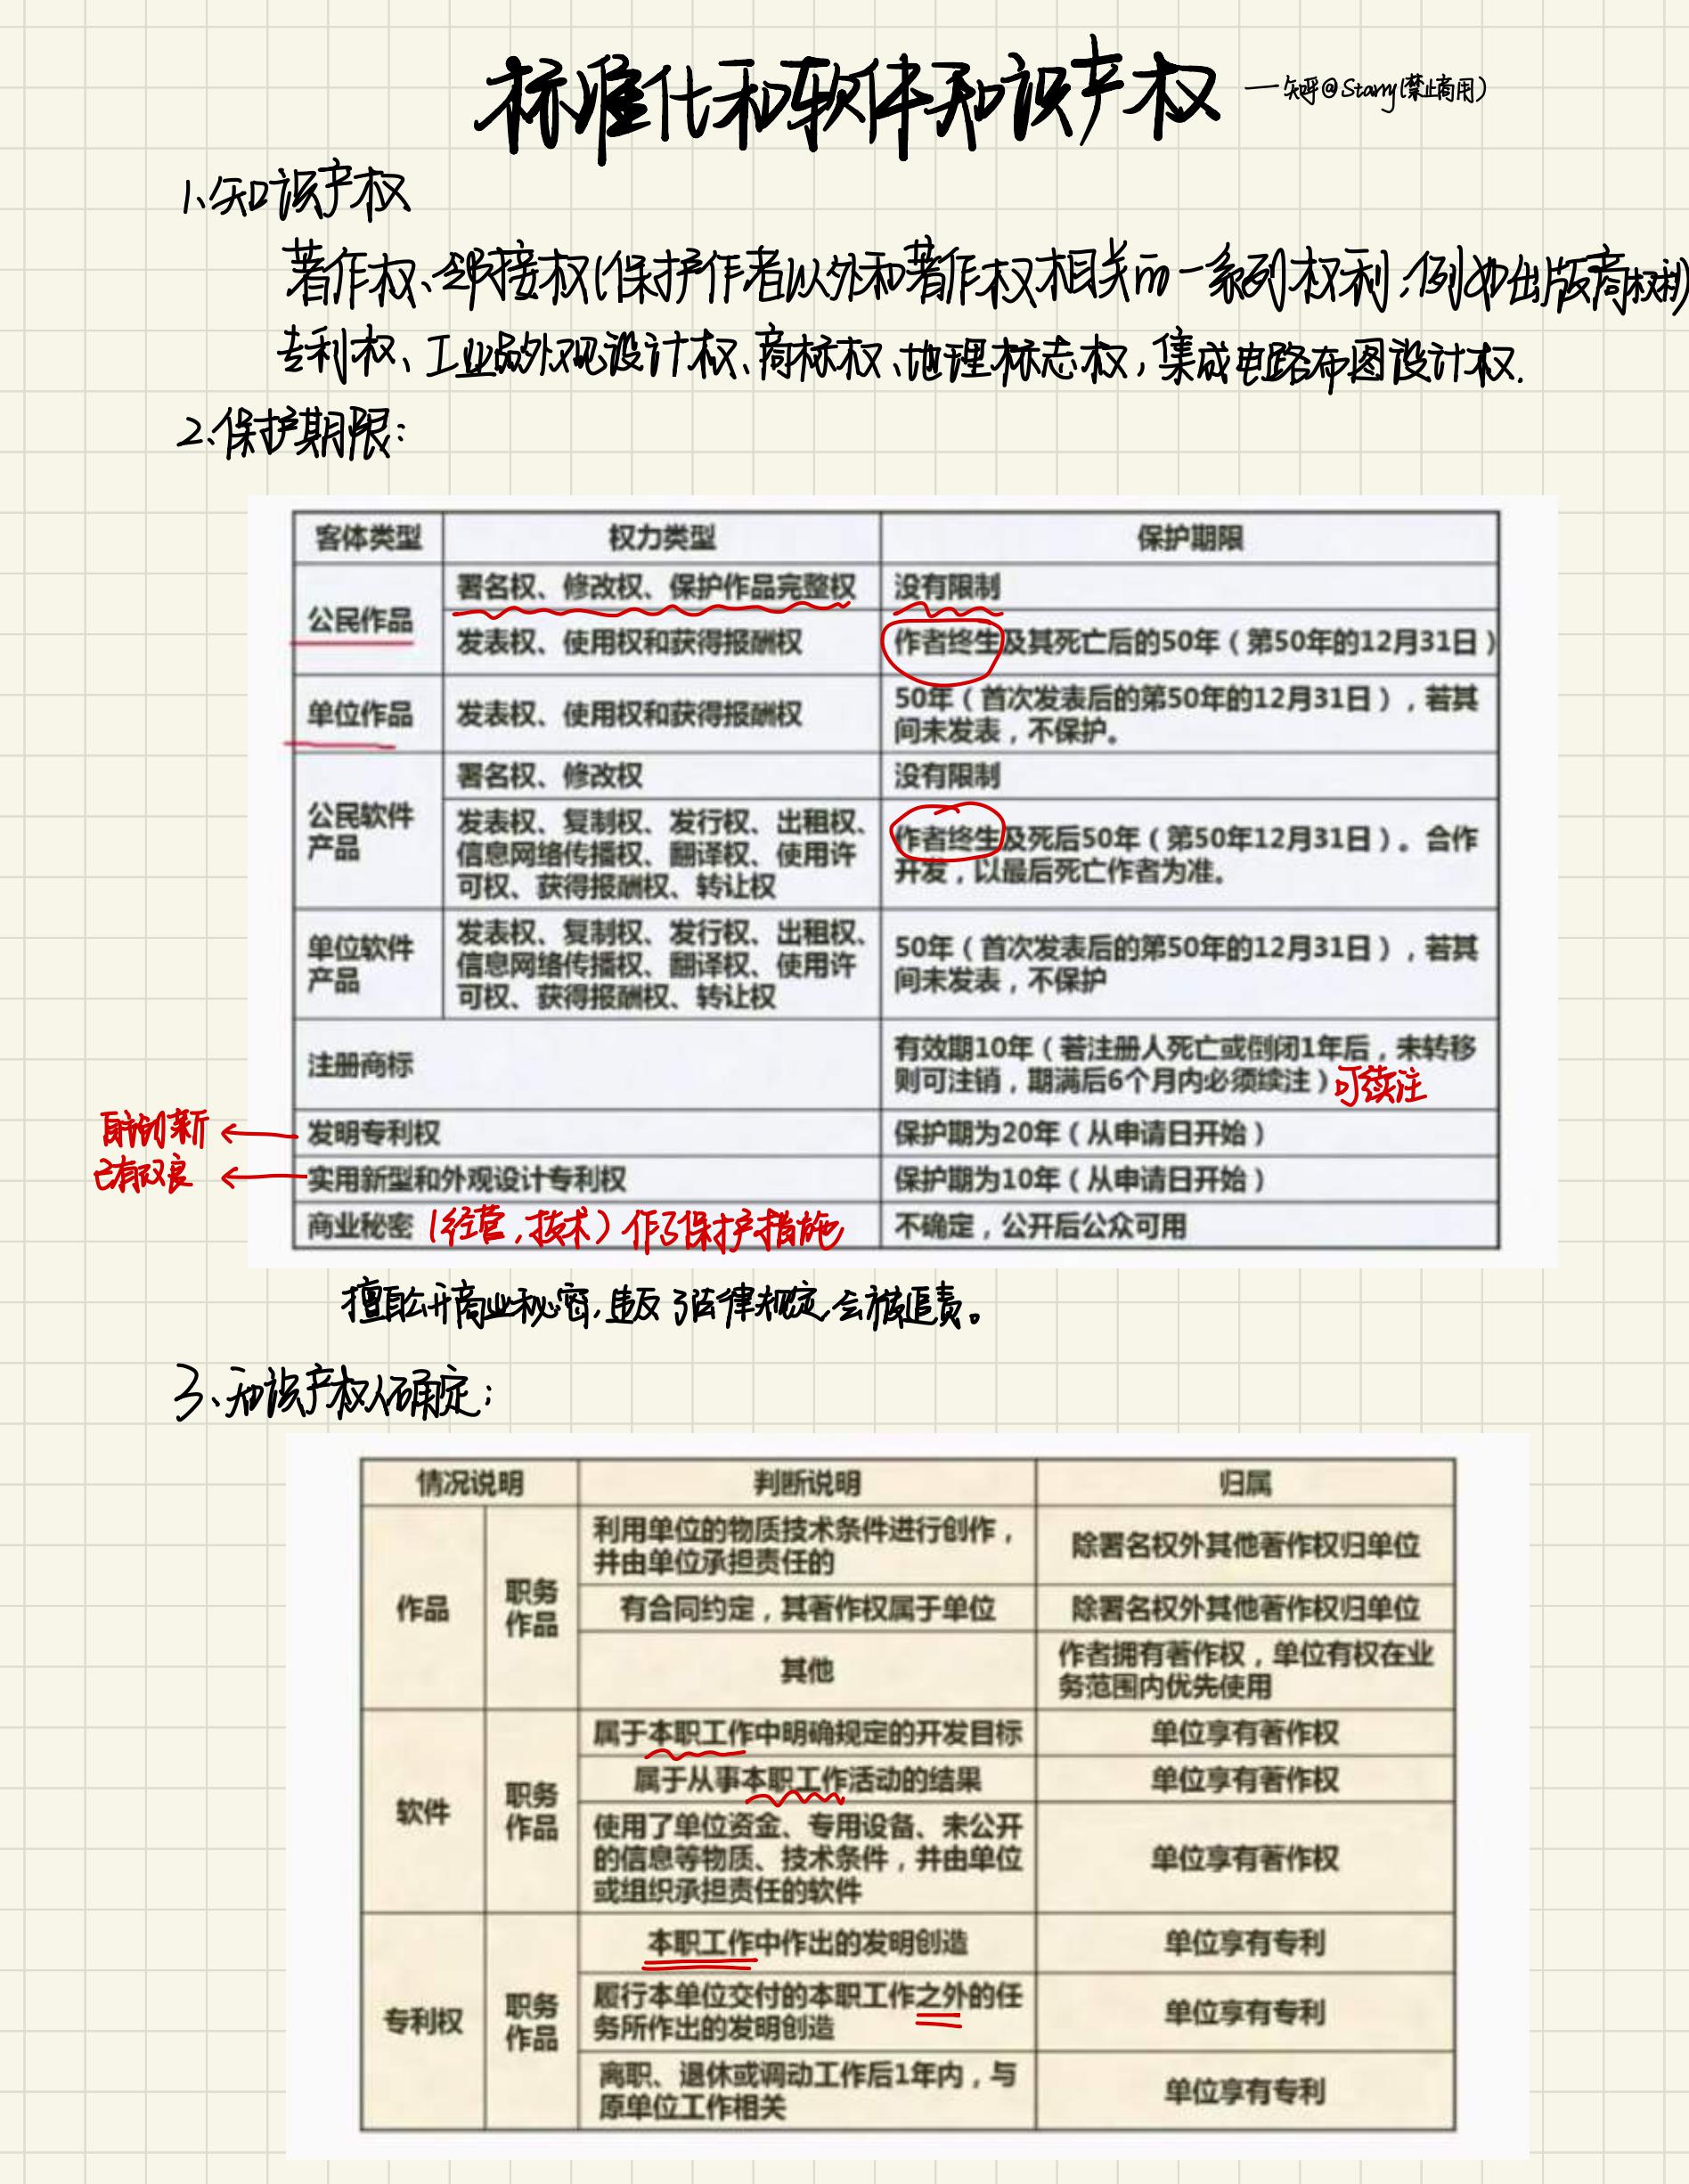 标准化和软件知识产权 —知乎@Starry(禁止商用)
1、知识产权
著作权、邻接权(保护作者以外和著作权相关的一系列权利,例如出版商权利)
专利权、工业品外观设计权、商标权、地理标志权,集成电路布图设计权.
2、保护期限:
客体类型 权力类型 保护期限
公民作品
署名权、修改权、保护作品完整权 没有限制
发表权、使用权和获得报酬权 作者终生及其死亡后的50年(第50年的12月31日)
单位作品 发表权、使用权和获得报酬权
50年(首次发表后的第50年的12月31日),若其
间未发表,不保护。
公民软件
产品
署名权、修改权 没有限制
发表权、复制权、发行权、出租权、
信息网络传播权、翻译权、使用许
可权、获得报酬权、转让权
作者终生及死后50年(第50年12月31日)。合作
开发,以最后死亡作者为准。
单位软件
产品
发表权、复制权、发行权、出租权、
信息网络传播权、翻译权、使用许
可权、获得报酬权、转让权
50年(首次发表后的第50年的12月31日),若其
间未发表,不保护
注册商标
有效期10年(若注册人死亡或倒闭1年后,未转移
则可注销,期满后6个月内必须续注)可续注
自主创新 发明专利权 保护期为20年(从申请日开始)
已有改良 实用新型和外观设计专利权 保护期为10年(从申请日开始)
商业秘密(经营,技术)作了保护措施 不确定,公开后公众可用
擅自公开商业秘密,违反了法律规定,会被追责。
3、知识产权人确定:
情况说明 判断说明 归属
作品
职务
作品
利用单位的物质技术条件进行创作,
并由单位承担责任的
除署名权外其他著作权归单位
有合同约定,其著作权属于单位 除署名权外其他著作权归单位
其他
作者拥有著作权,单位有权在业
务范围内优先使用
软件
职务
作品
属于本职工作中明确规定的开发目标 单位享有著作权
属于从事本职工作活动的结果 单位享有著作权
使用了单位资金、专用设备、未公开
的信息等物质、技术条件,并由单位
或组织承担责任的软件
单位享有著作权
专利权
职务
作品
本职工作中作出的发明创造 单位享有专利
履行本单位交付的本职工作之外的任
务所作出的发明创造
单位享有专利
离职、退休或调动工作后1年内,与
原单位工作相关
单位享有专利